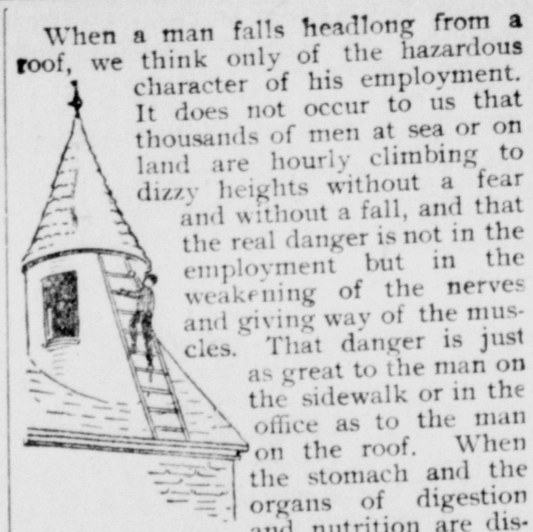 When a man falls headlong from a
roof, we think only of the hazardous
character of his employment.
It does not occur to us that
thousands of men at sea or on
land are hourly climbing to
dizzy heights without a fear
and without a fall, and that
the real danger is not in the
employment but in the
weakening of the nerves
and giving way of the mus-
cles. That danger is just
as great to the man on
the sidewalk or in the
office as to the man
on the roof. When
the stomach and the
organs of digestion
and nutrition are dis-